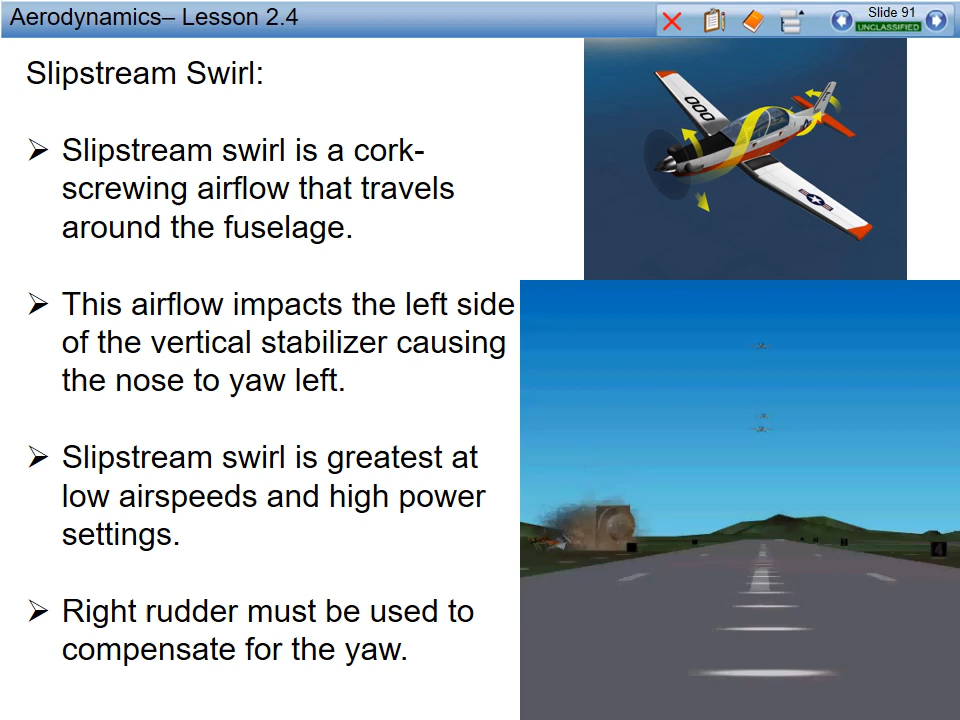 Aerodynamics– Lesson 2.4
Slide 91
UNCLASSIFIED
Slipstream Swirl:
Slipstream swirl is a cork-
screwing airflow that travels
around the fuselage.
This airflow impacts the left side
of the vertical stabilizer causing
the nose to yaw left.
Slipstream swirl is greatest at
low airspeeds and high power
settings.
Right rudder must be used to
compensate for the yaw.
000
4